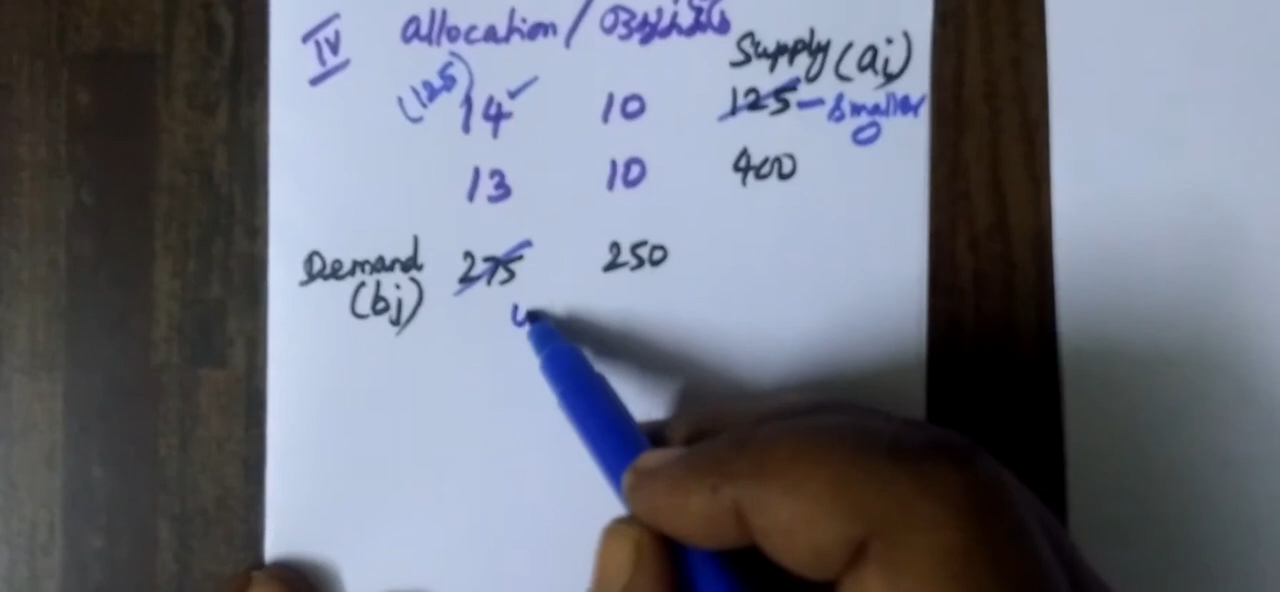 IV allocation /
Supply (ai)
(125) 14 ✓ 10 125 - Smaller
0
13 10 400
Demand 275 250
(bj)